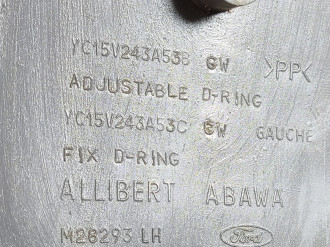 YC15V243A53B GW >PP<
ADJUSTABLE D-RING
YC15V243A53C GW GAUCHE
FIX D-RING
ALLIBERT ABAWA
M26293 LH Ford